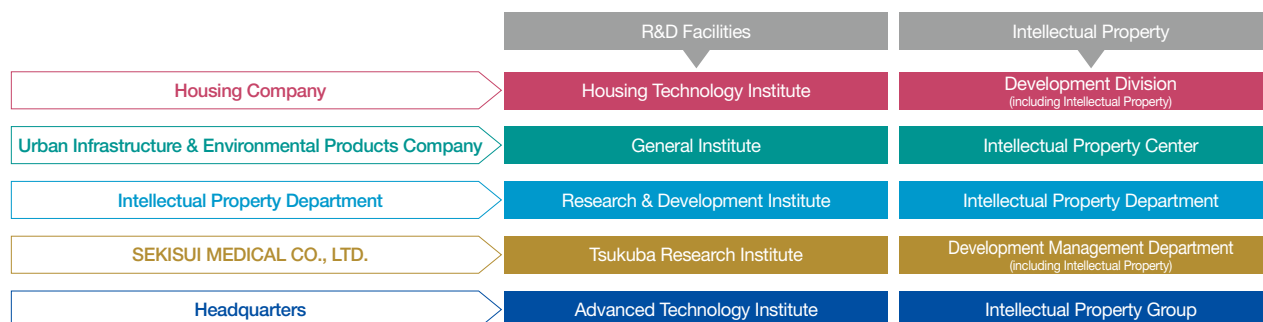 R&D Facilities Intellectual Property
Housing Company Housing Technology Institute Development Division
(including Intellectual Property)
Urban Infrastructure & Environmental Products Company General Institute Intellectual Property Center
Intellectual Property Department Research & Development Institute Intellectual Property Department
SEKISUI MEDICAL CO., LTD. Tsukuba Research Institute Development Management Department
(including Intellectual Property)
Headquarters Advanced Technology Institute Intellectual Property Group